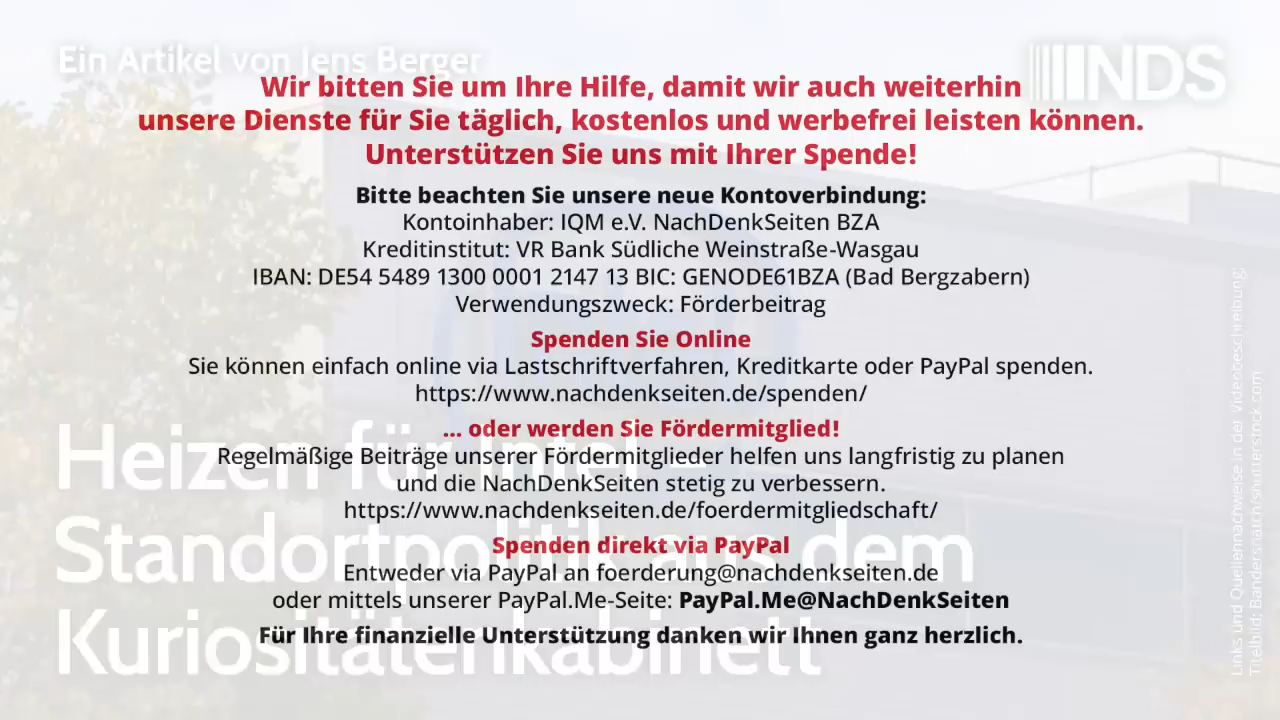 Ein Artikel von Jens Berger
NDS
Wir bitten Sie um Ihre Hilfe, damit wir auch weiterhin
unsere Dienste für Sie täglich, kostenlos und werbefrei leisten können.
Unterstützen Sie uns mit Ihrer Spende!
Bitte beachten Sie unsere neue Kontoverbindung:
Kontoinhaber: IQM e.V. NachDenkSeiten BZA
Kreditinstitut: VR Bank Südliche Weinstraße-Wasgau
IBAN: DE54 5489 1300 0001 2147 13 BIC: GENODE61BZA (Bad Bergzabern)
Verwendungszweck: Förderbeitrag
Spenden Sie Online
Sie können einfach online via Lastschriftverfahren, Kreditkarte oder PayPal spenden.
https://www.nachdenkseiten.de/spenden/
... oder werden Sie Fördermitglied!
Regelmäßige Beiträge unserer Fördermitglieder helfen uns langfristig zu planen
und die NachDenkSeiten stetig zu verbessern.
https://www.nachdenkseiten.de/foerdermitgliedschaft/
Spenden direkt via PayPal
Entweder via PayPal an foerderung@nachdenkseiten.de
oder mittels unserer PayPal.Me-Seite: PayPal.Me@NachDenkSeiten
Für Ihre finanzielle Unterstützung danken wir Ihnen ganz herzlich.
Heizen für Intel –
Standortpolitik aus dem
Kuriositätenkabinett
Links und Quellennachweise in der Videobeschreibung;
Titelbild: Bandersnatch/shutterstock.com